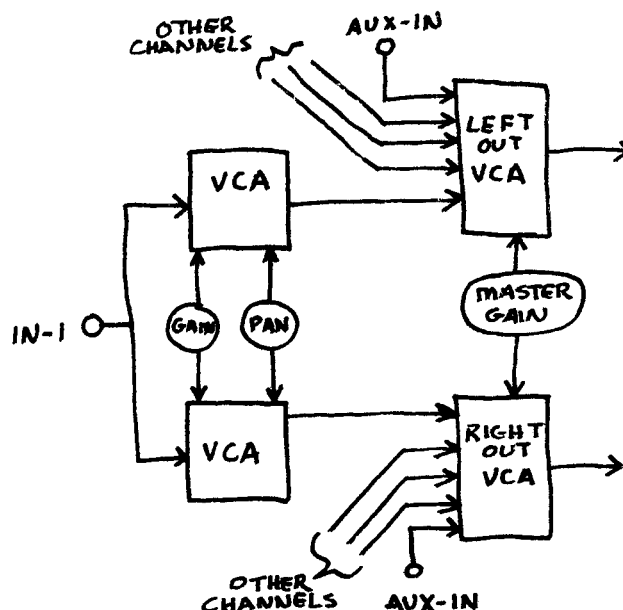 OTHER
CHANNELS
AUX-IN
LEFT
OUT
VCA
VCA
IN-1
GAIN
PAN
MASTER
GAIN
VCA
RIGHT
OUT
VCA
OTHER
CHANNELS
AUX-IN